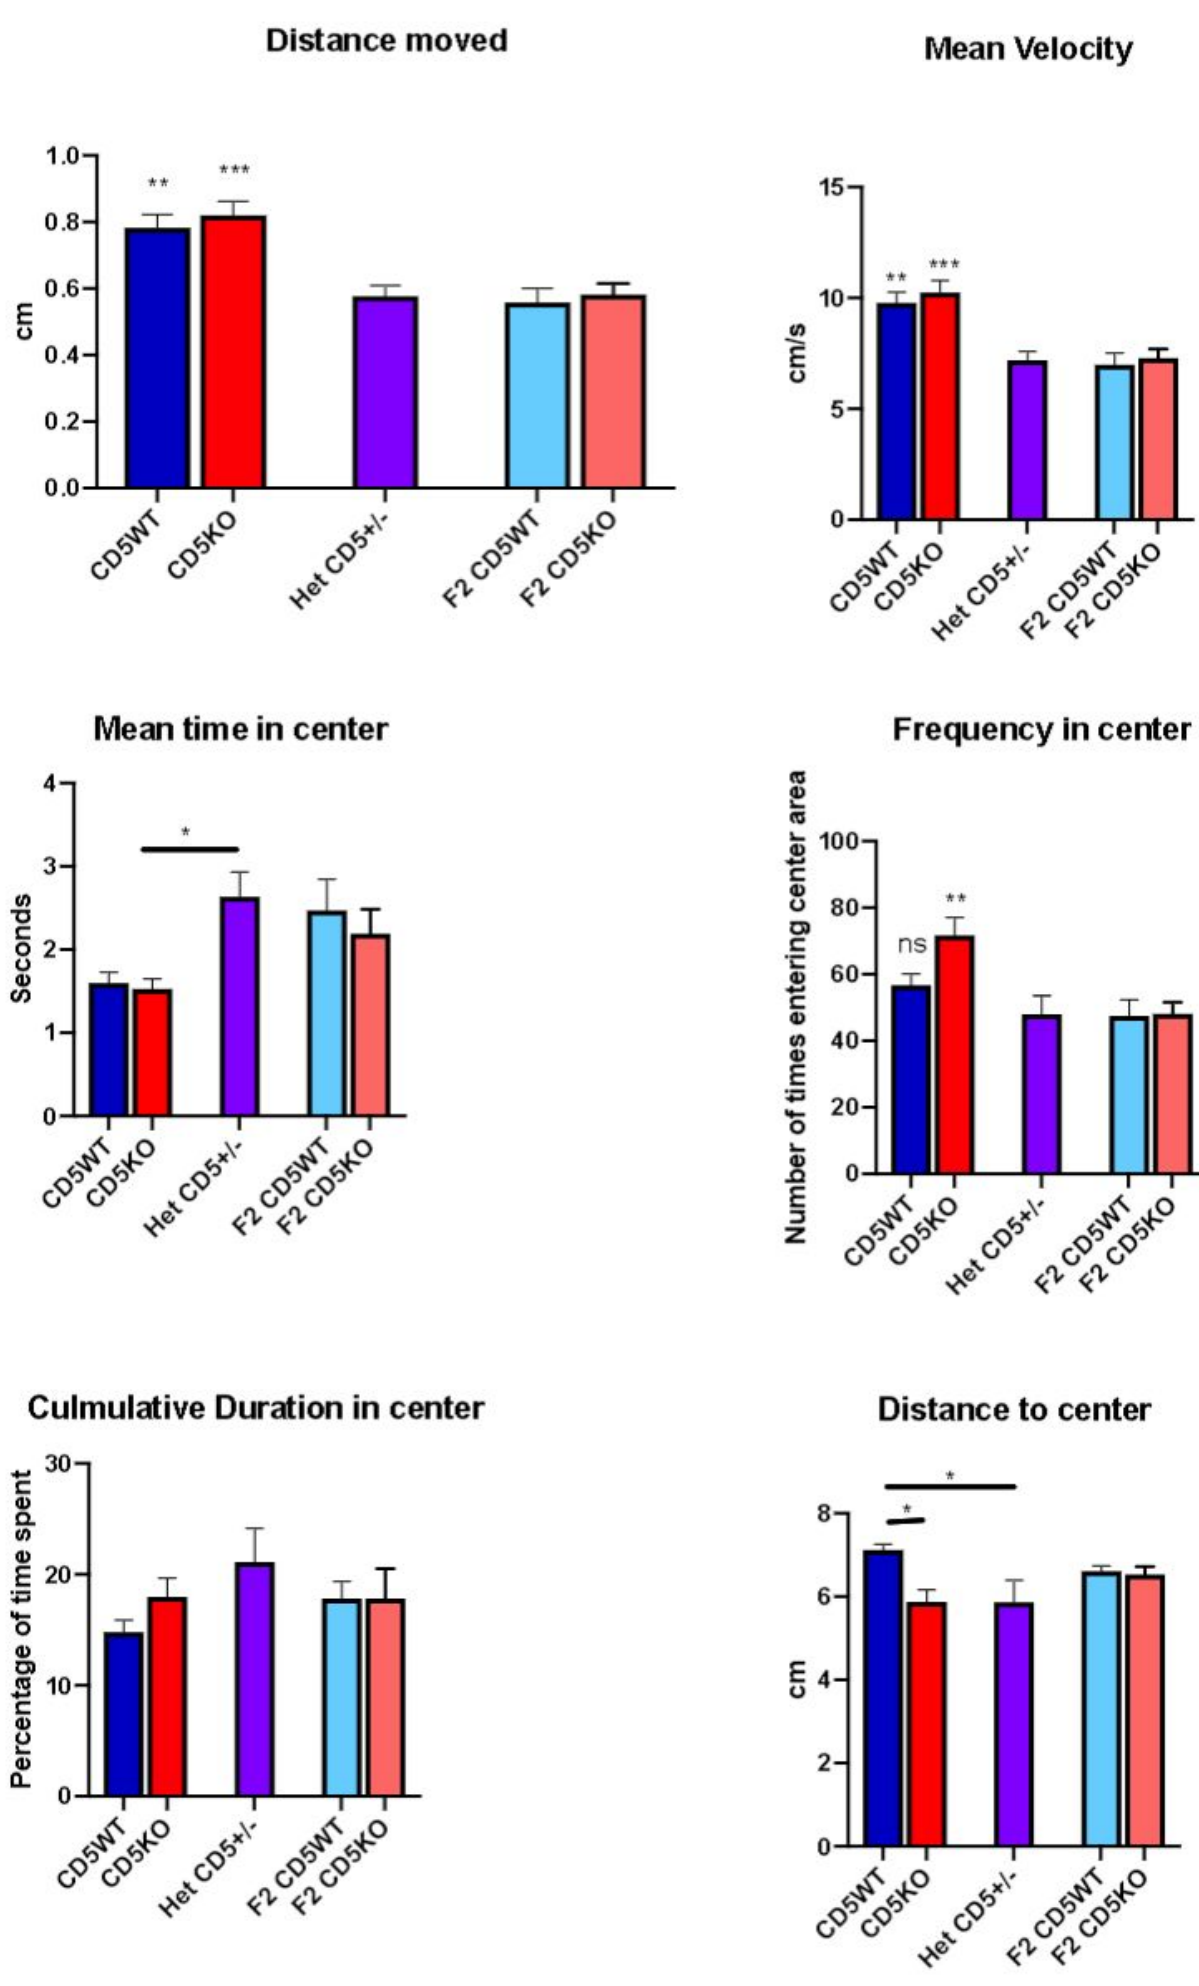 Distance moved
cm
1.0
0.8
0.6
0.4
0.2
0.0
**
***
CD5WT
CD5KO
Het CD5+/-
F2 CD5WT
F2 CD5KO
Mean Velocity
cm/s
15
10
5
0
**
***
CD5WT
CD5KO
Het CD5+/-
F2 CD5WT
F2 CD5KO
Mean time in center
Seconds
4
3
2
1
0
*
CD5WT
CD5KO
Het CD5+/-
F2 CD5WT
F2 CD5KO
Frequency in center
Number of times entering center area
100
80
60
40
20
0
ns
**
CD5WT
CD5KO
Het CD5+/-
F2 CD5WT
F2 CD5KO
Culmulative Duration in center
Percentage of time spent
30
20
10
0
CD5WT
CD5KO
Het CD5+/-
F2 CD5WT
F2 CD5KO
Distance to center
cm
8
6
4
2
0
*
*
CD5WT
CD5KO
Het CD5+/-
F2 CD5WT
F2 CD5KO